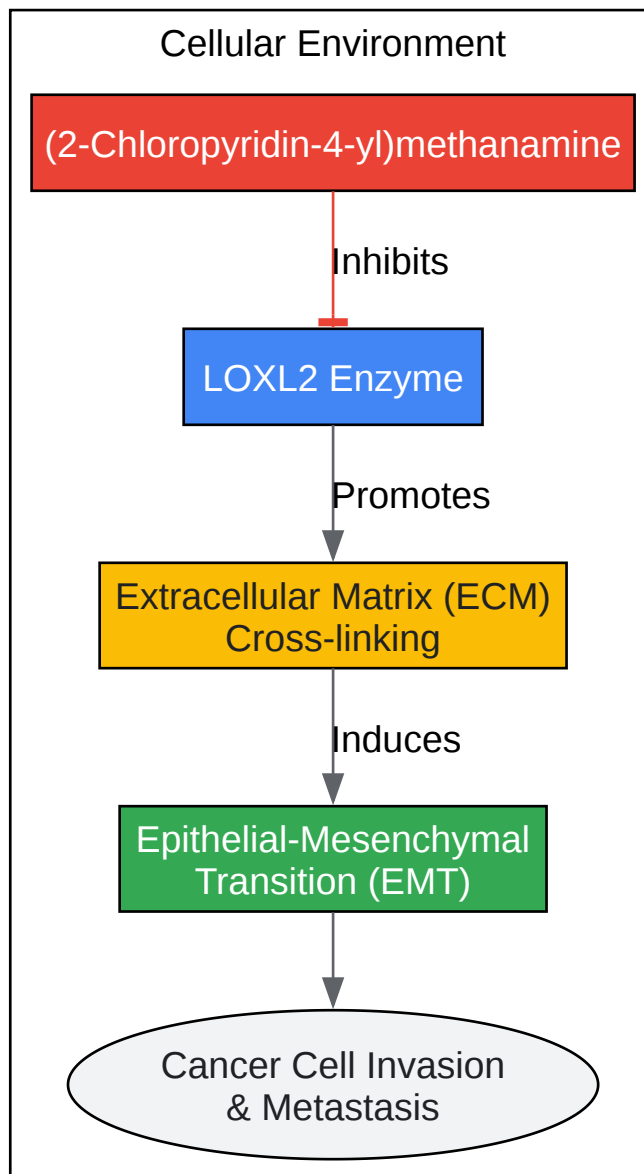 Cellular Environment
(2-Chloropyridin-4-yl)methanamine
Inhibits
LOXL2 Enzyme
Promotes
Extracellular Matrix (ECM)
Cross-linking
Induces
Epithelial-Mesenchymal
Transition (EMT)
Cancer Cell Invasion
& Metastasis